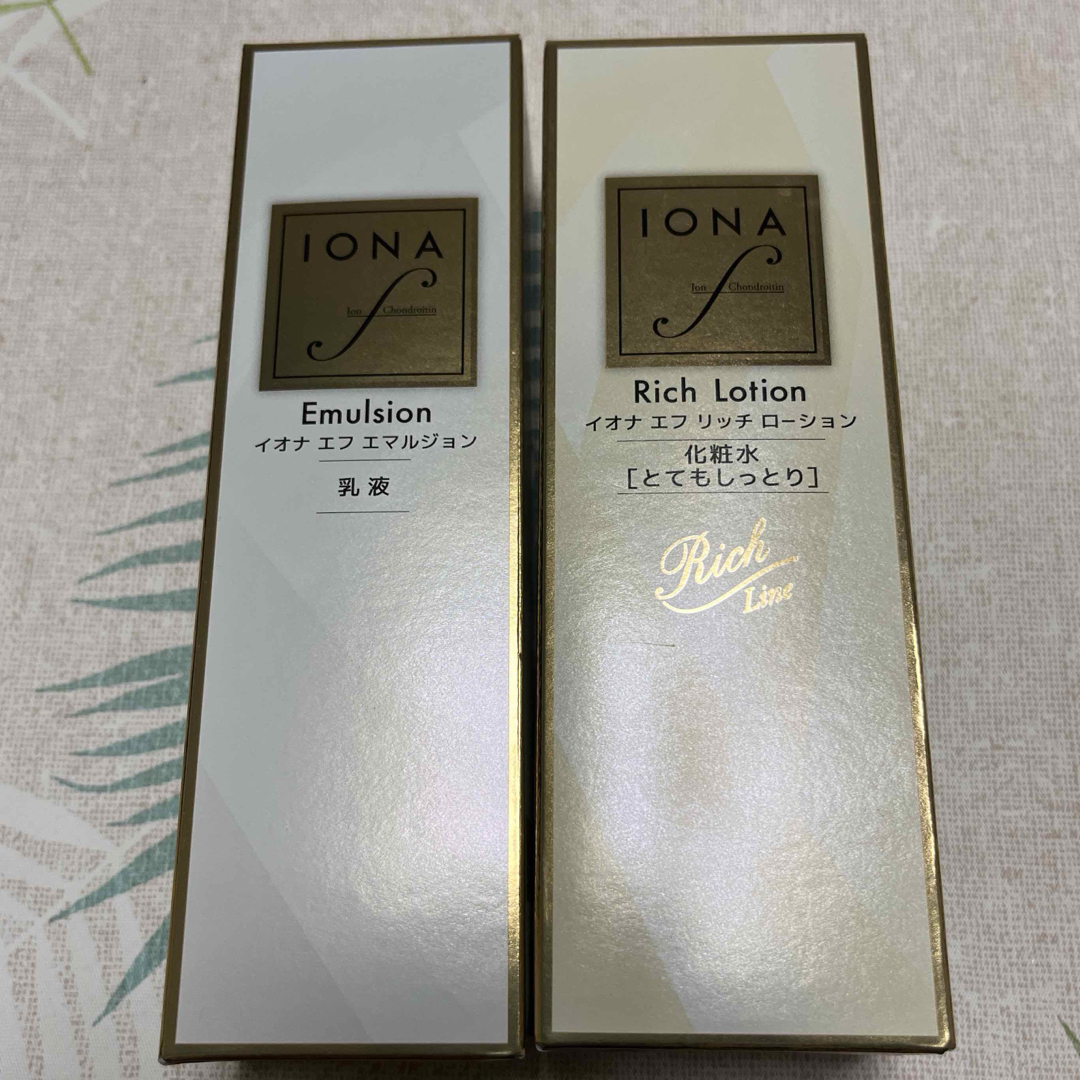 IONA
f
Ion Chondroitin
Emulsion
イオナ エフ エマルジョン
乳液
IONA
f
Ion Chondroitin
Rich Lotion
イオナ エフ リッチ ローション
化粧水
[とてもしっとり]
Rich
Line